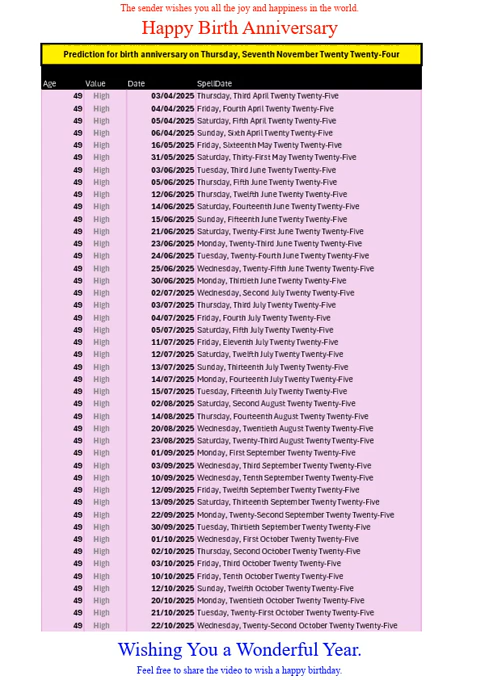 The sender wishes you all the joy and happiness in the world.
Happy Birth Anniversary
Prediction for birth anniversary on Thursday, Seventh November Twenty Twenty-Four
Age Value Date SpellDate
49 High 03/04/2025 Thursday, Third April Twenty Twenty-Five
49 High 04/04/2025 Friday, Fourth April Twenty Twenty-Five
49 High 05/04/2025 Saturday, Fifth April Twenty Twenty-Five
49 High 06/04/2025 Sunday, Sixth April Twenty Twenty-Five
49 High 16/05/2025 Friday, Sixteenth May Twenty Twenty-Five
49 High 31/05/2025 Saturday, Thirty-First May Twenty Twenty-Five
49 High 03/06/2025 Tuesday, Third June Twenty Twenty-Five
49 High 05/06/2025 Thursday, Fifth June Twenty Twenty-Five
49 High 12/06/2025 Thursday, Twelfth June Twenty Twenty-Five
49 High 14/06/2025 Saturday, Fourteenth June Twenty Twenty-Five
49 High 15/06/2025 Sunday, Fifteenth June Twenty Twenty-Five
49 High 21/06/2025 Saturday, Twenty-First June Twenty Twenty-Five
49 High 23/06/2025 Monday, Twenty-Third June Twenty Twenty-Five
49 High 24/06/2025 Tuesday, Twenty-Fourth June Twenty Twenty-Five
49 High 25/06/2025 Wednesday, Twenty-Fifth June Twenty Twenty-Five
49 High 30/06/2025 Monday, Thirtieth June Twenty Twenty-Five
49 High 02/07/2025 Wednesday, Second July Twenty Twenty-Five
49 High 03/07/2025 Thursday, Third July Twenty Twenty-Five
49 High 04/07/2025 Friday, Fourth July Twenty Twenty-Five
49 High 05/07/2025 Saturday, Fifth July Twenty Twenty-Five
49 High 11/07/2025 Friday, Eleventh July Twenty Twenty-Five
49 High 12/07/2025 Saturday, Twelfth July Twenty Twenty-Five
49 High 13/07/2025 Sunday, Thirteenth July Twenty Twenty-Five
49 High 14/07/2025 Monday, Fourteenth July Twenty Twenty-Five
49 High 15/07/2025 Tuesday, Fifteenth July Twenty Twenty-Five
49 High 02/08/2025 Saturday, Second August Twenty Twenty-Five
49 High 14/08/2025 Thursday, Fourteenth August Twenty Twenty-Five
49 High 20/08/2025 Wednesday, Twentieth August Twenty Twenty-Five
49 High 23/08/2025 Saturday, Twenty-Third August Twenty Twenty-Five
49 High 01/09/2025 Monday, First September Twenty Twenty-Five
49 High 03/09/2025 Wednesday, Third September Twenty Twenty-Five
49 High 10/09/2025 Wednesday, Tenth September Twenty Twenty-Five
49 High 12/09/2025 Friday, Twelfth September Twenty Twenty-Five
49 High 13/09/2025 Saturday, Thirteenth September Twenty Twenty-Five
49 High 22/09/2025 Monday, Twenty-Second September Twenty Twenty-Five
49 High 30/09/2025 Tuesday, Thirtieth September Twenty Twenty-Five
49 High 01/10/2025 Wednesday, First October Twenty Twenty-Five
49 High 02/10/2025 Thursday, Second October Twenty Twenty-Five
49 High 03/10/2025 Friday, Third October Twenty Twenty-Five
49 High 10/10/2025 Friday, Tenth October Twenty Twenty-Five
49 High 12/10/2025 Sunday, Twelfth October Twenty Twenty-Five
49 High 20/10/2025 Monday, Twentieth October Twenty Twenty-Five
49 High 21/10/2025 Tuesday, Twenty-First October Twenty Twenty-Five
49 High 22/10/2025 Wednesday, Twenty-Second October Twenty Twenty-Five
Wishing You a Wonderful Year.
Feel free to share the video to wish a happy birthday.